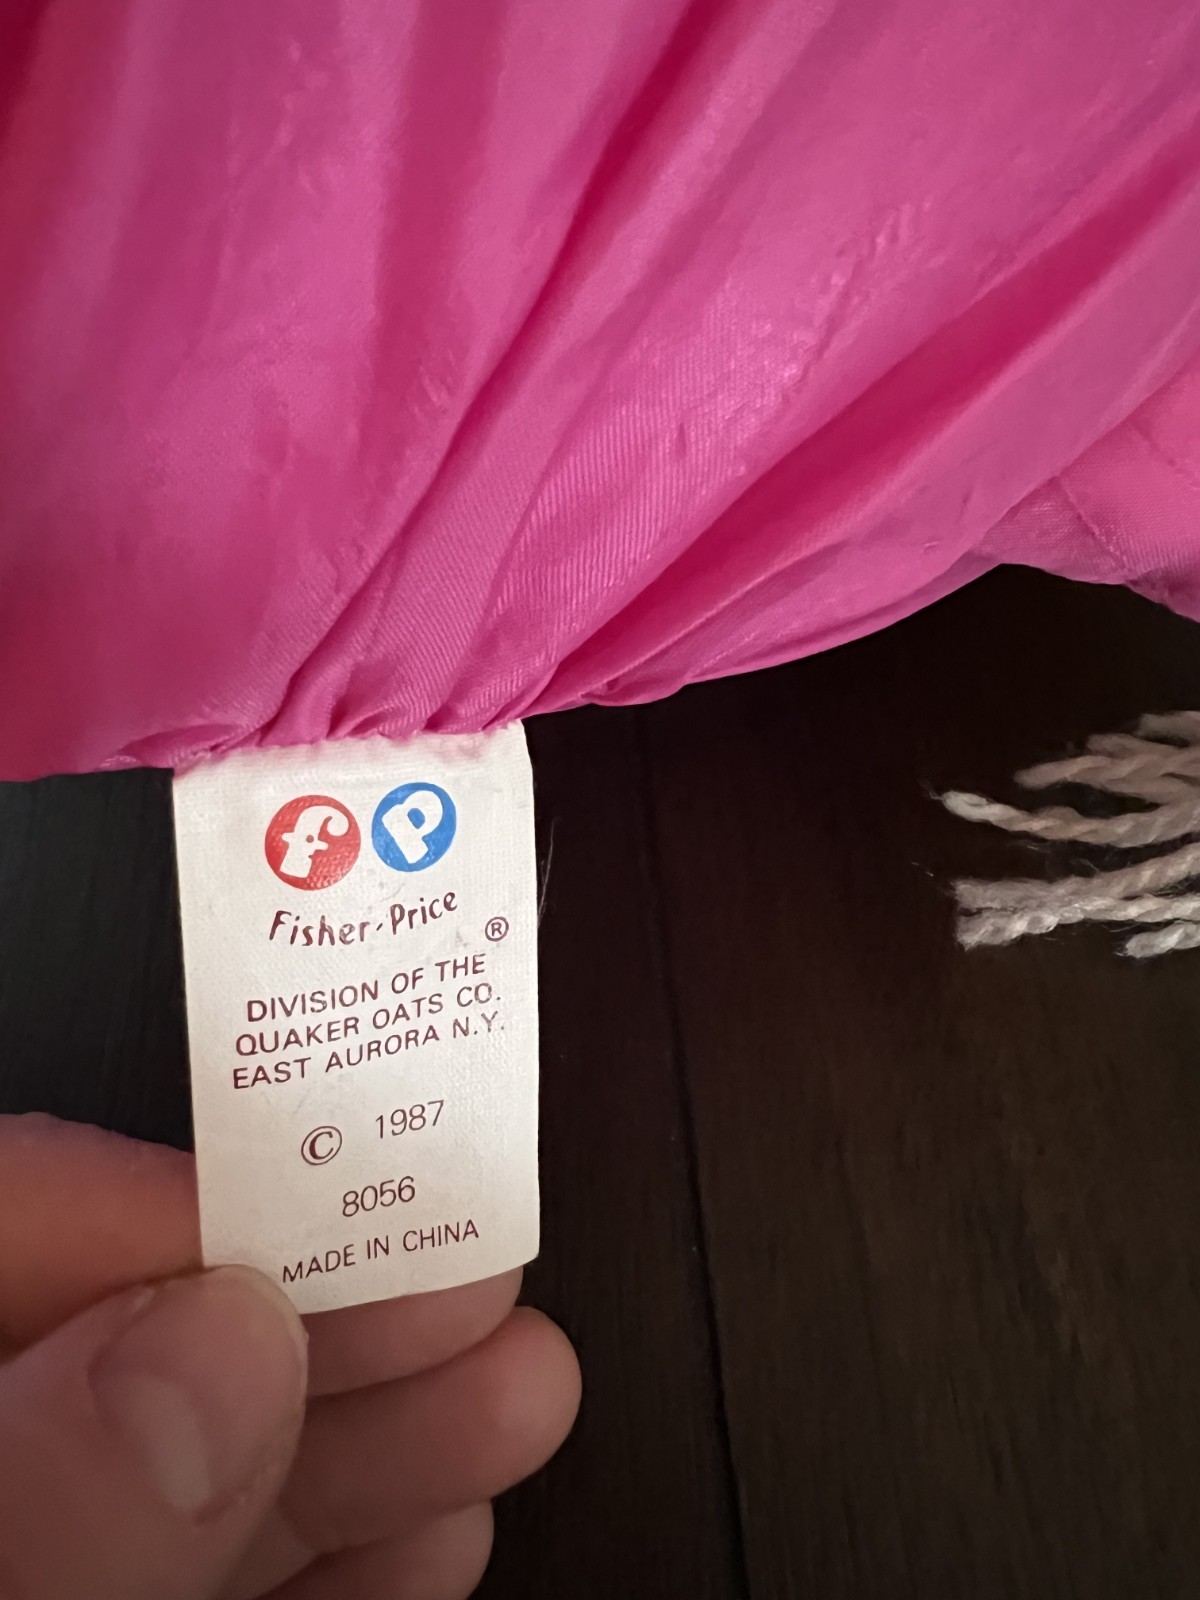 fp
Fisher-Price
®
DIVISION OF THE
QUAKER OATS CO.
EAST AURORA N.Y.
© 1987
8056
MADE IN CHINA